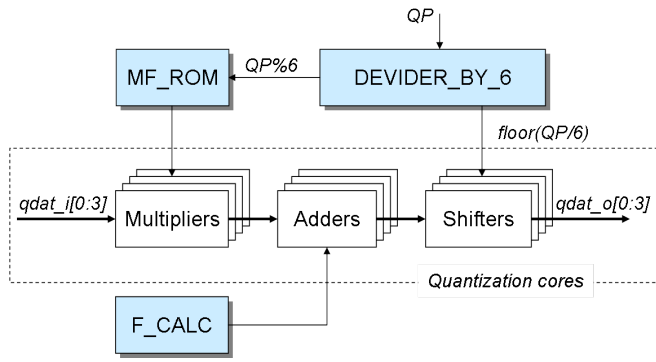 QP
MF_ROM
QP%6
DEVIDER_BY_6
floor(QP/6)
qdat_i[0:3]
Multipliers
Adders
Shifters
qdat_o[0:3]
Quantization cores
F_CALC